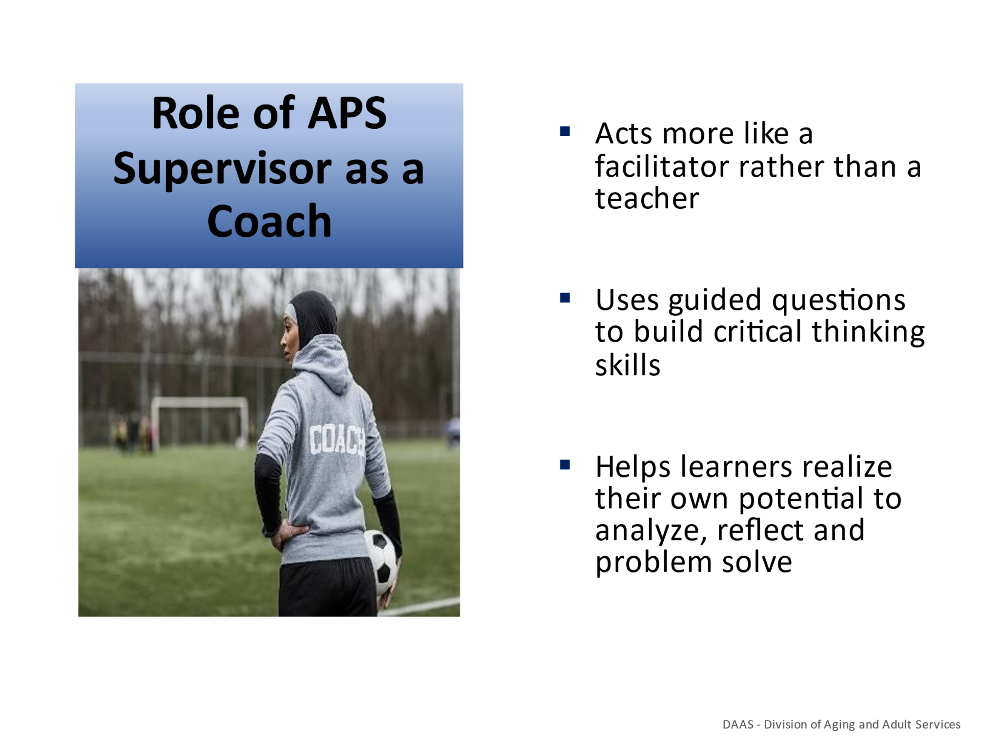 Role of APS
Supervisor as a
Coach
COACH
▪ Acts more like a
facilitator rather than a
teacher
▪ Uses guided questions
to build critical thinking
skills
▪ Helps learners realize
their own potential to
analyze, reflect and
problem solve
DAAS - Division of Aging and Adult Services